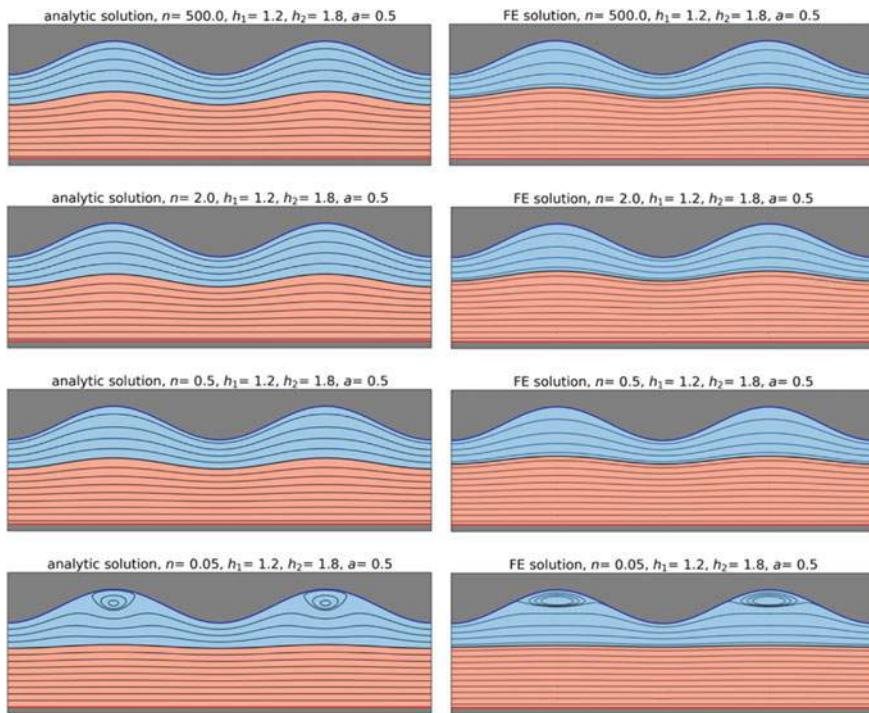 analytic solution, n= 500.0, h₁= 1.2, h₂= 1.8, a= 0.5
FE solution, n= 500.0, h₁= 1.2, h₂= 1.8, a= 0.5
analytic solution, n= 2.0, h₁= 1.2, h₂= 1.8, a= 0.5
FE solution, n= 2.0, h₁= 1.2, h₂= 1.8, a= 0.5
analytic solution, n= 0.5, h₁= 1.2, h₂= 1.8, a= 0.5
FE solution, n= 0.5, h₁= 1.2, h₂= 1.8, a= 0.5
analytic solution, n= 0.05, h₁= 1.2, h₂= 1.8, a= 0.5
FE solution, n= 0.05, h₁= 1.2, h₂= 1.8, a= 0.5